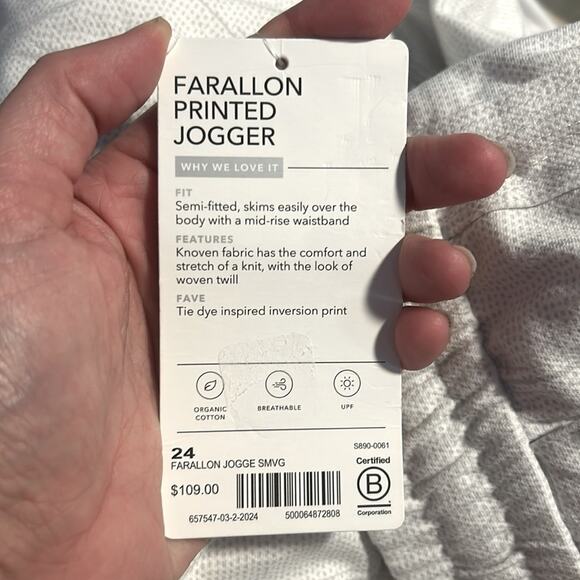 FARALLON
PRINTED
JOGGER
WHY WE LOVE IT
FIT
Semi-fitted, skims easily over the
body with a mid-rise waistband
FEATURES
Knoven fabric has the comfort and
stretch of a knit, with the look of
woven twill
FAVE
Tie dye inspired inversion print
ORGANIC
COTTON
BREATHABLE
UPF
24
S890-0061
FARALLON JOGGE SMVG
$109.00
657547-03-2-2024
500064872808
Certified
B
Corporation